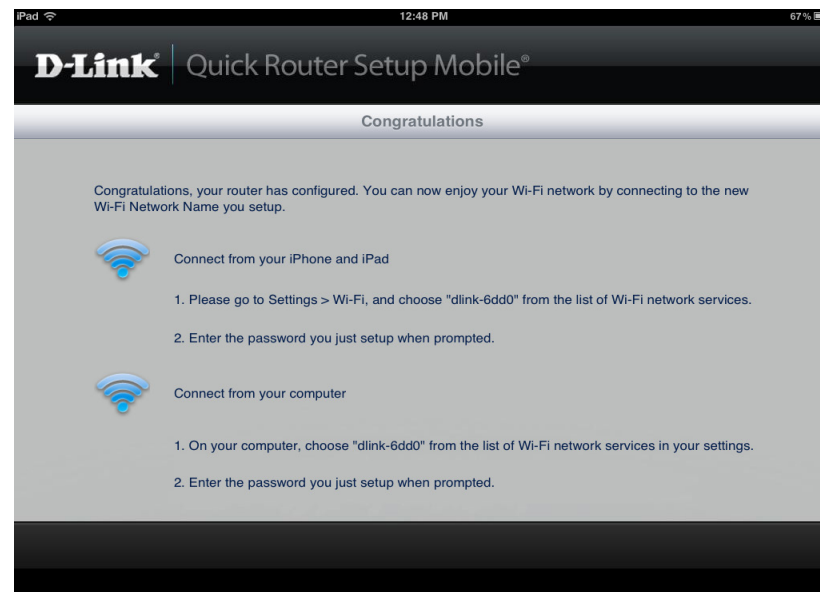 iPad 12:48 PM 67%
D-Link® Quick Router Setup Mobile®
Congratulations
Congratulations, your router has configured. You can now enjoy your Wi-Fi network by connecting to the new
Wi-Fi Network Name you setup.
Connect from your iPhone and iPad
1. Please go to Settings > Wi-Fi, and choose "dlink-6dd0" from the list of Wi-Fi network services.
2. Enter the password you just setup when prompted.
Connect from your computer
1. On your computer, choose "dlink-6dd0" from the list of Wi-Fi network services in your settings.
2. Enter the password you just setup when prompted.